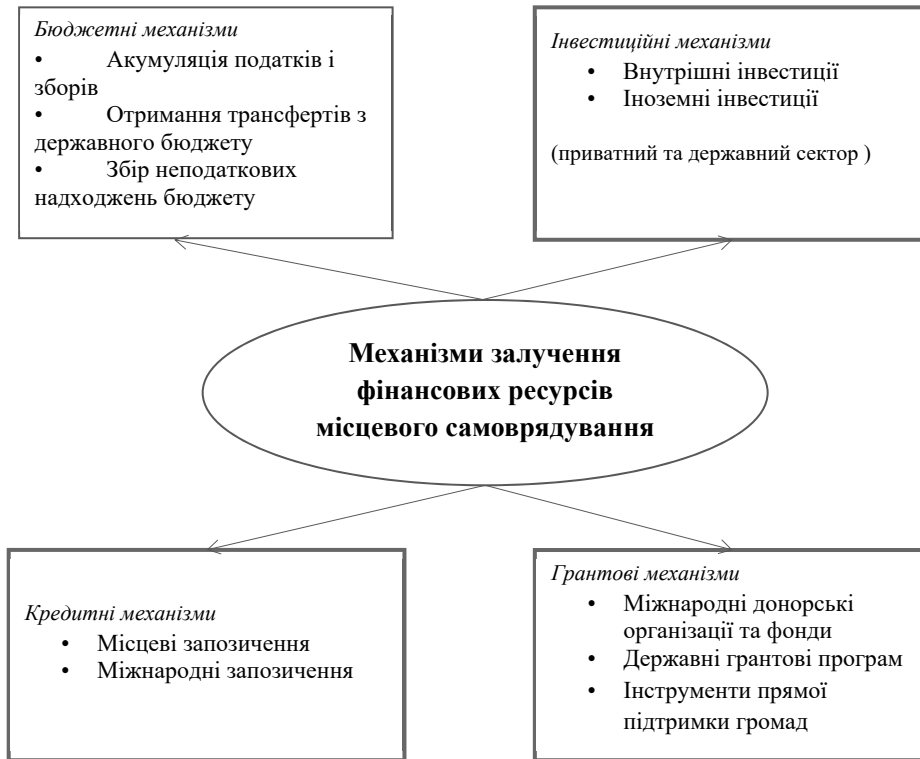 Бюджетні механізми
• Акумуляція податків і
зборів
• Отримання трансфертів з
державного бюджету
• Збір неподаткових
надходжень бюджету
Інвестиційні механізми
• Внутрішні інвестиції
• Іноземні інвестиції
(приватний та державний сектор )
Механізми залучення
фінансових ресурсів
місцевого самоврядування
Кредитні механізми
• Місцеві запозичення
• Міжнародні запозичення
Грантові механізми
• Міжнародні донорські
організації та фонди
• Державні грантові програм
• Інструменти прямої
підтримки громад